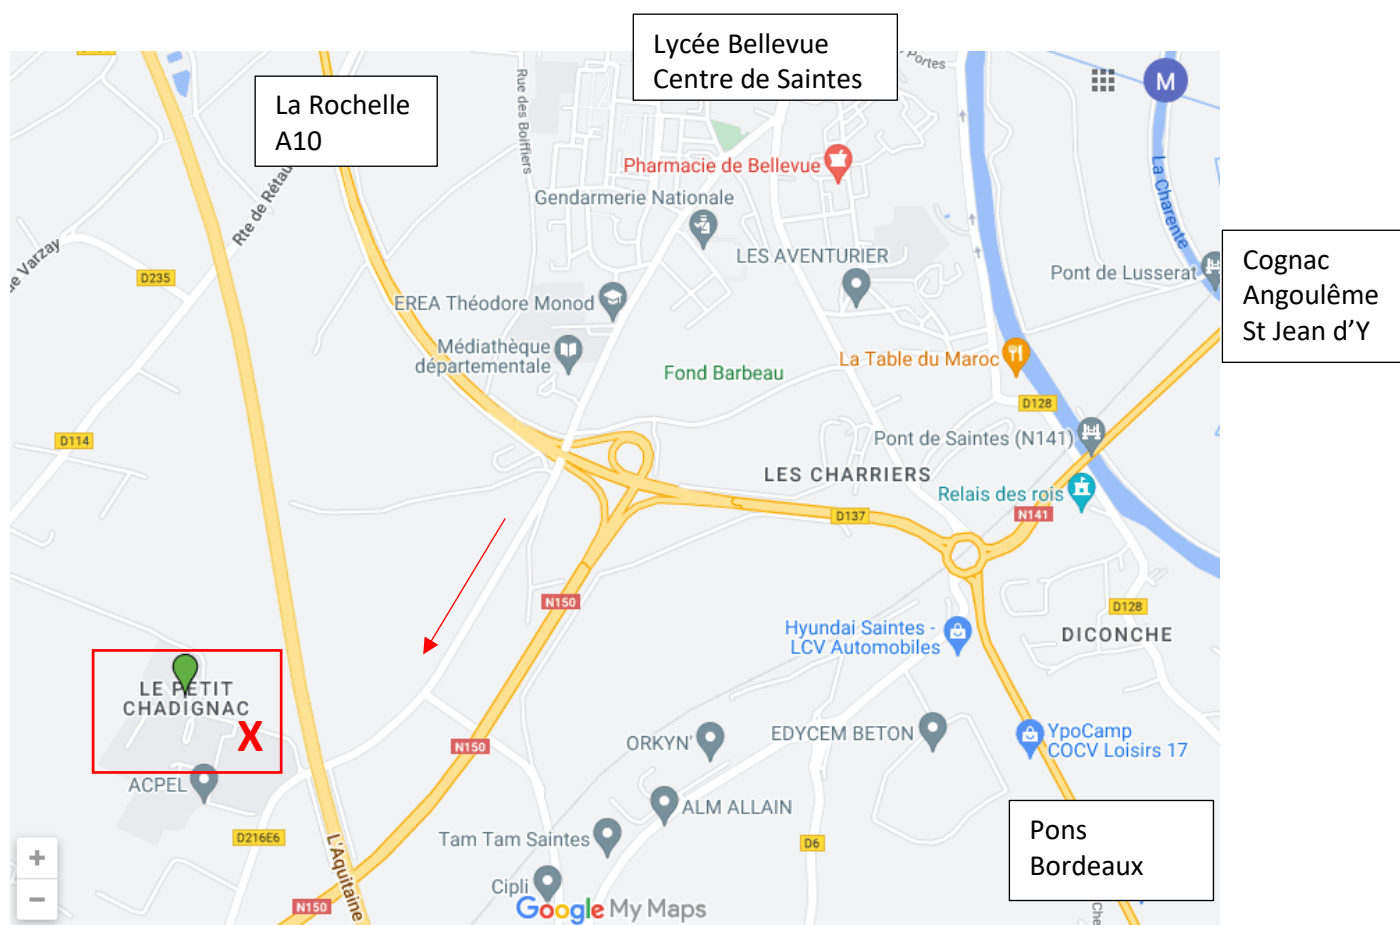 Lycée Bellevue
Centre de Saintes
La Rochelle
A10
Portes
M
Rue des Boiffiers
Pharmacie de Bellevue
Gendarmerie Nationale
La Charente
Rte de Rétau
de Varzay
D235
LES AVENTURIER
Pont de Lusserat
Cognac
Angoulême
St Jean d’Y
EREA Théodore Monod
Médiathèque
départementale
Fond Barbeau
La Table du Maroc
D128
D114
Pont de Saintes (N141)
LES CHARRIERS
Relais des rois
D137
N141
N150
D128
Hyundai Saintes -
LCV Automobiles
DICONCHE
LE PETIT
CHADIGNAC
X
N150
ORKYN'
EDYCEM BETON
YpoCamp
COCV Loisirs 17
ACPEL
ALM ALLAIN
D216E6
L'Aquitaine
Tam Tam Saintes
D6
Pons
Bordeaux
Cipli
N150
Google My Maps
Che
+
−